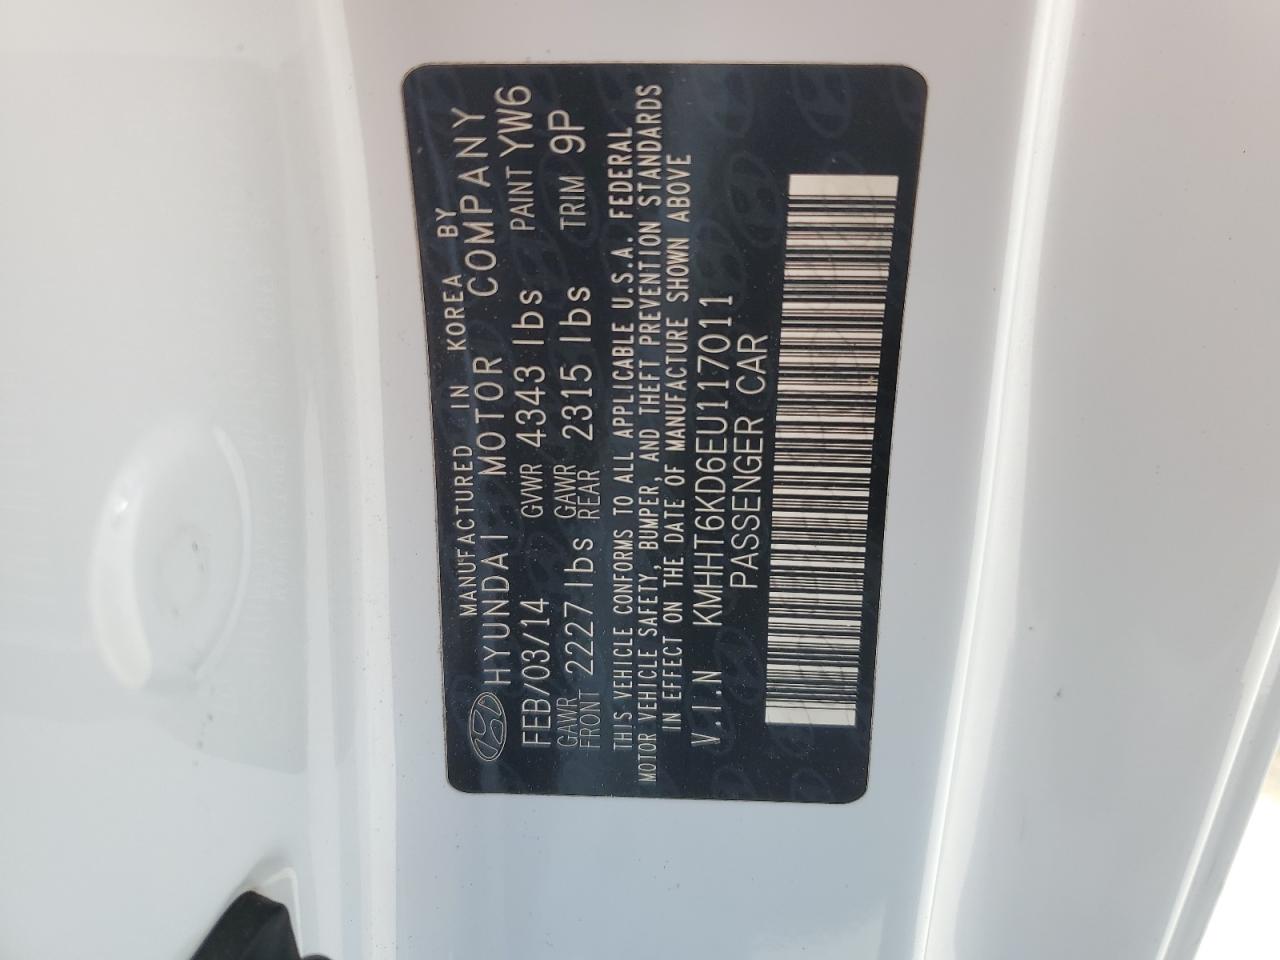 MANUFACTURED IN KOREA BY
HYUNDAI MOTOR COMPANY
FEB/03/14 GVWR 4343 lbs PAINT YW6
GAWR FRONT 2227 lbs GAWR REAR 2315 lbs TRIM 9P
THIS VEHICLE CONFORMS TO ALL APPLICABLE U.S.A. FEDERAL
MOTOR VEHICLE SAFETY, BUMPER, AND THEFT PREVENTION STANDARDS
IN EFFECT ON THE DATE OF MANUFACTURE SHOWN ABOVE
V.I.N KMHHT6KD6EU117011
PASSENGER CAR